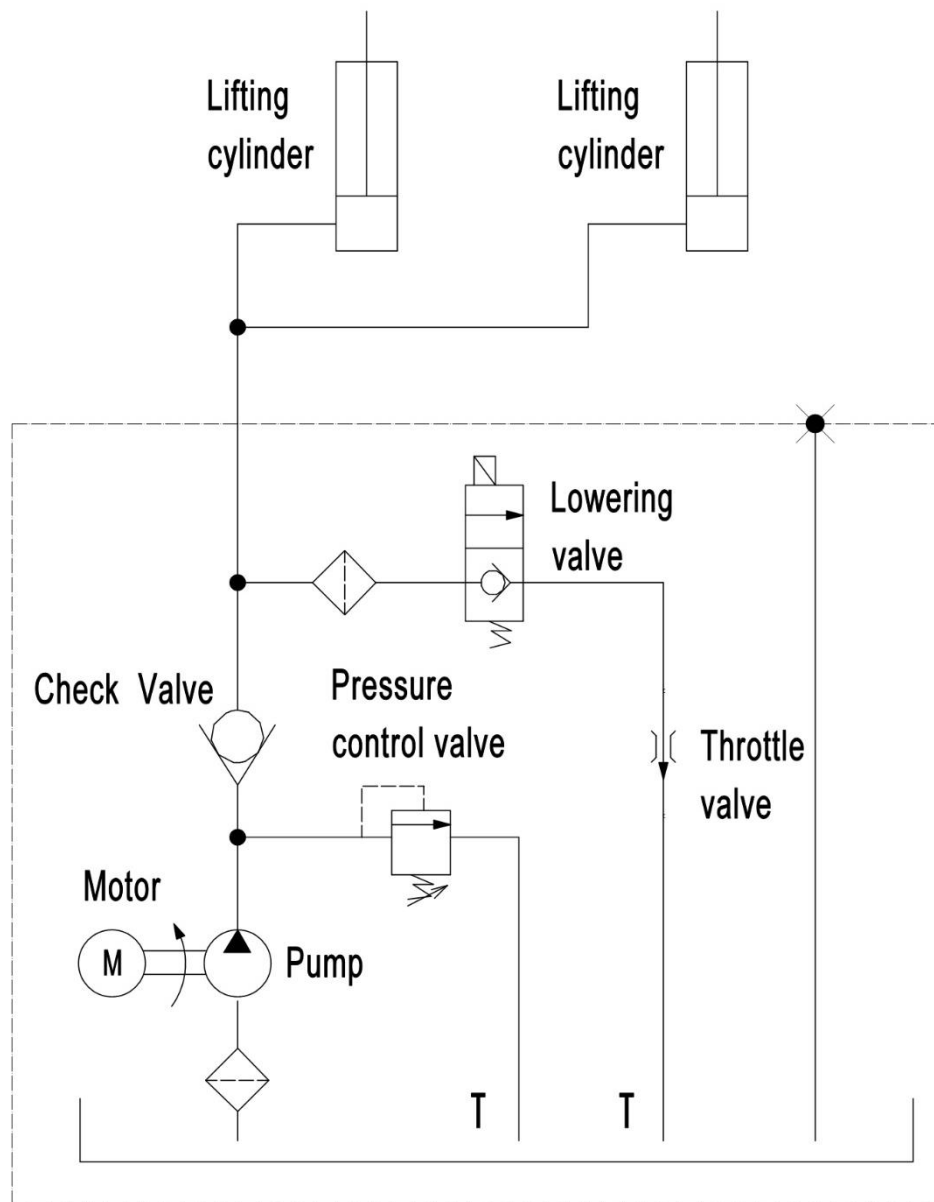 Lifting
cylinder
Lifting
cylinder
Lowering
valve
Check Valve
Pressure
control valve
Throttle
valve
Motor
M
Pump
T
T